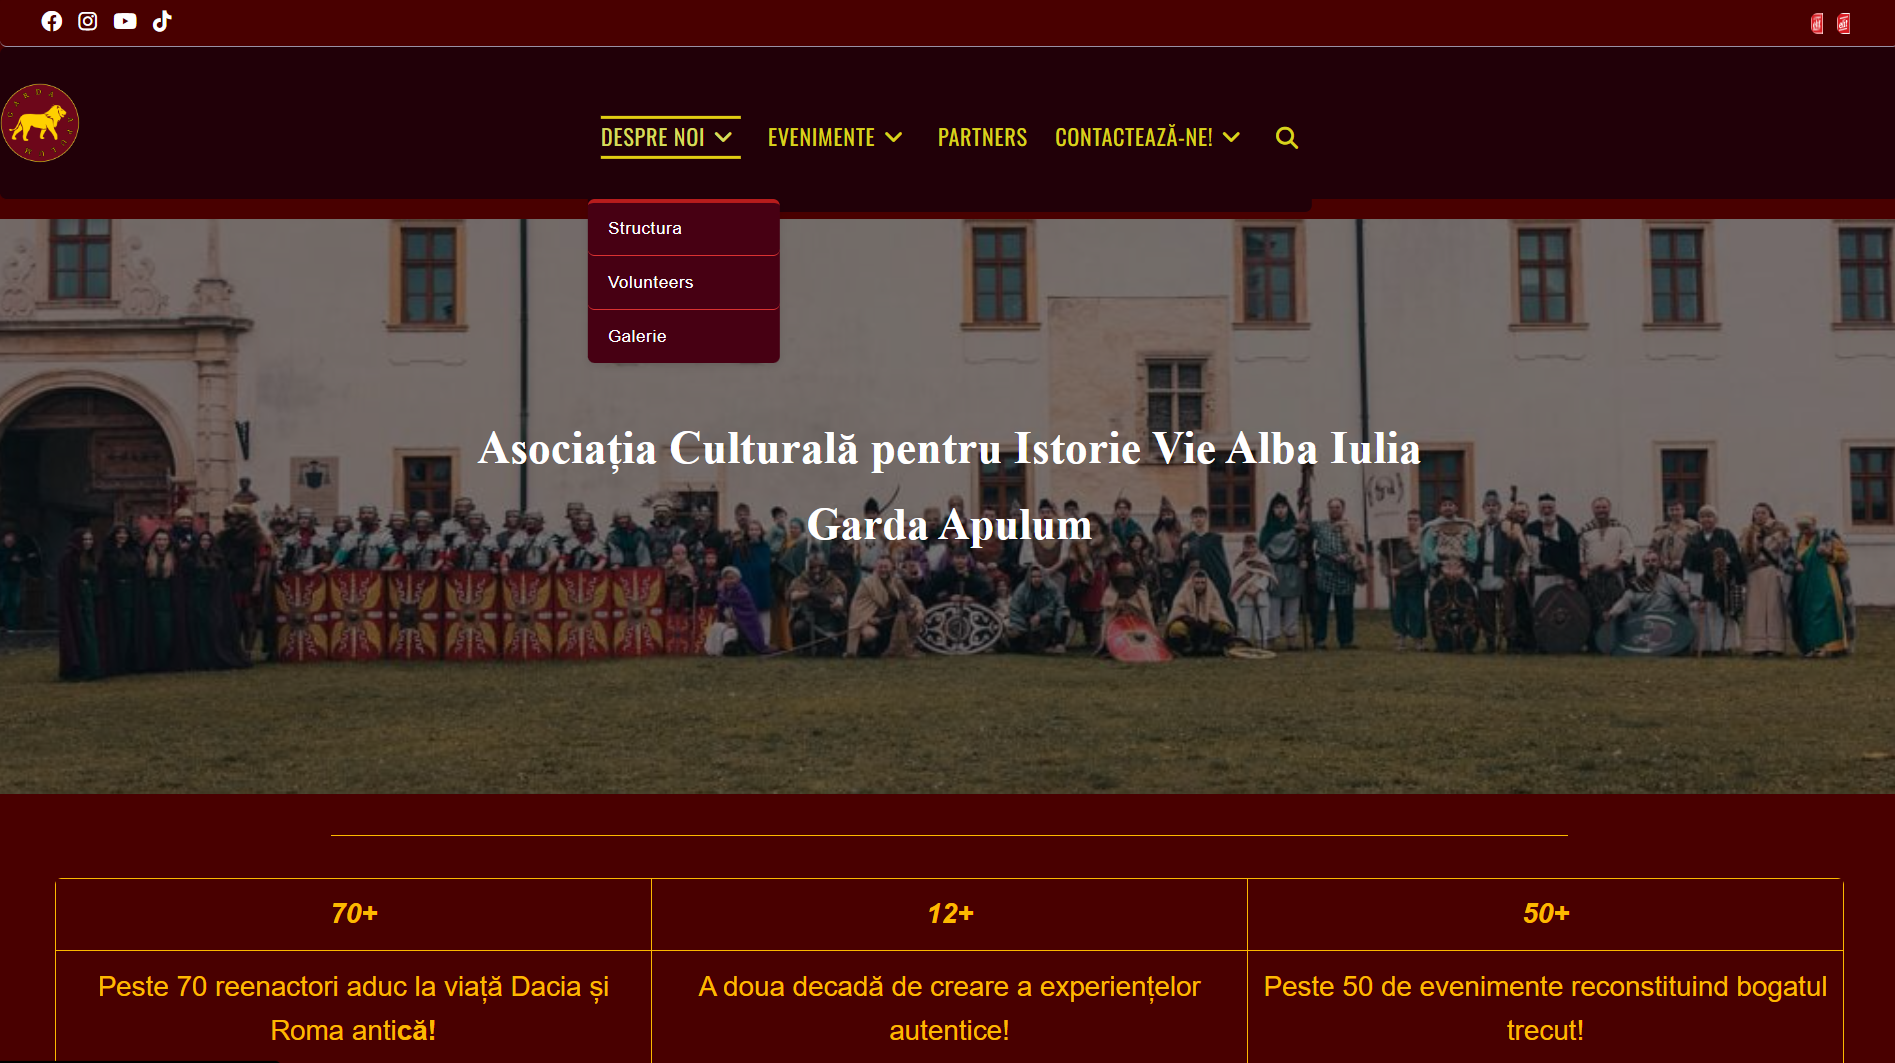 GARDA APULUM
DESPRE NOI
EVENIMENTE
PARTNERS
CONTACTEAZĂ-NE!
Structura
Volunteers
Galerie
Asociația Culturală pentru Istorie Vie Alba Iulia
Garda Apulum
70+
12+
50+
Peste 70 reenactori aduc la viață Dacia și
Roma antică!
A doua decadă de creare a experiențelor
autentice!
Peste 50 de evenimente reconstituind bogatul
trecut!